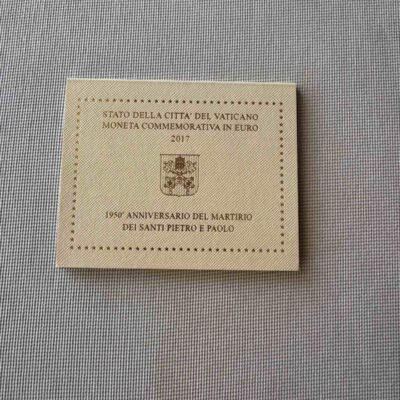 STATO DELLA CITTA' DEL VATICANO
MONETA COMMEMORATIVA IN EURO
2017
1950° ANNIVERSARIO DEL MARTIRIO
DEI SANTI PIETRO E PAOLO